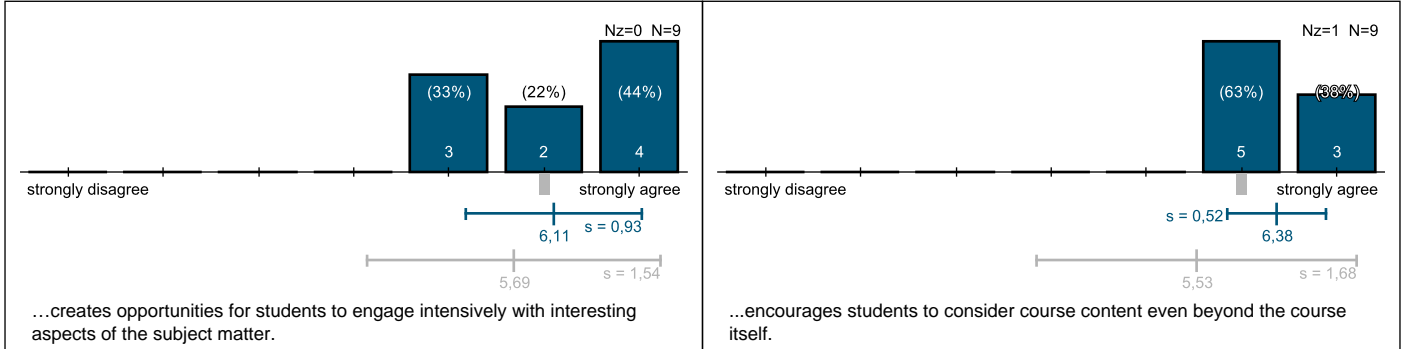 Nz=0 N=9
(33%) (22%) (44%)
3 2 4
strongly disagree strongly agree
s = 0,93
6,11
s = 1,54
5,69
…creates opportunities for students to engage intensively with interesting
aspects of the subject matter.
Nz=1 N=9
(63%) (38%)
5 3
strongly disagree strongly agree
s = 0,52
6,38
s = 1,68
5,53
...encourages students to consider course content even beyond the course
itself.